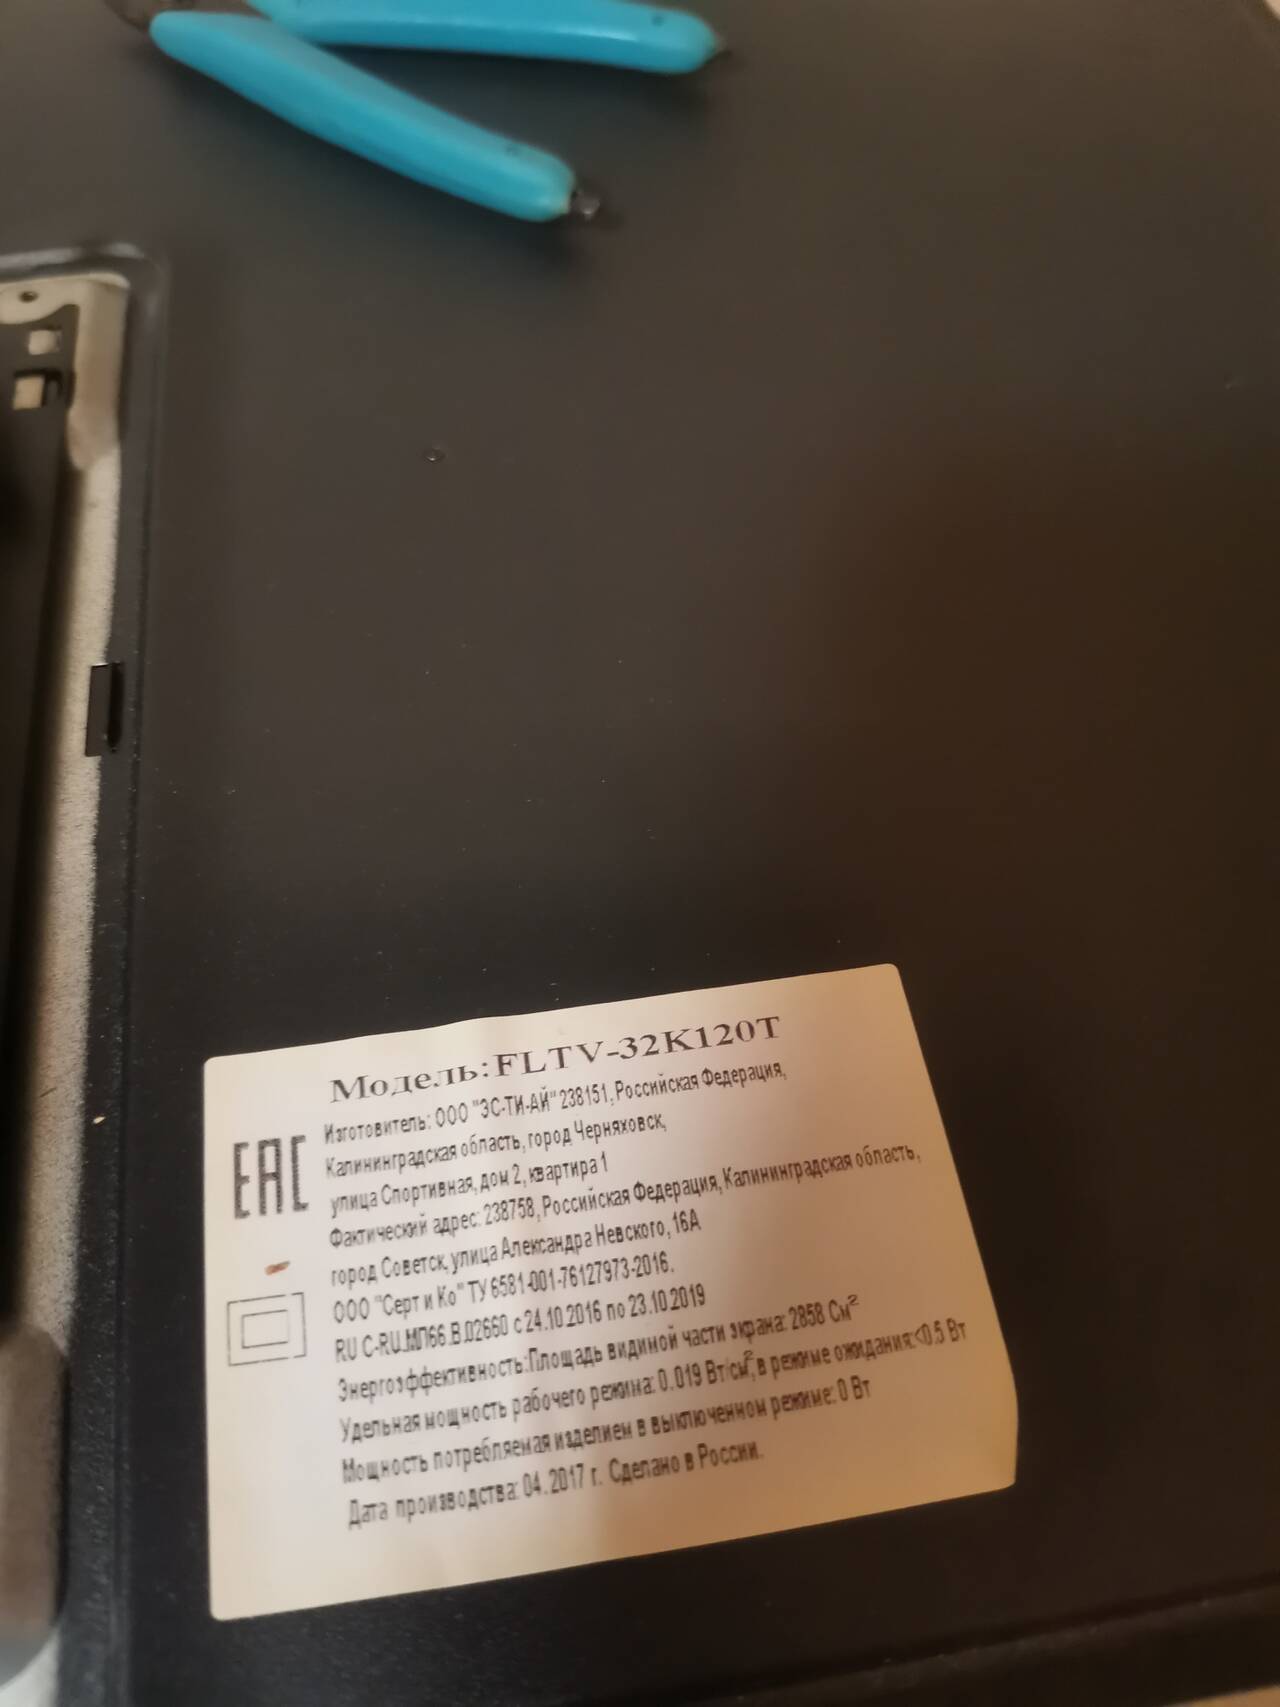 Модель:FLTV-32K120T
Изготовитель: ООО "ЭС-ТИ-АЙ" 238151, Российская Федерация,
Калининградская область, город Черняховск,
улица Спортивная, дом 2, квартира 1
Фактический адрес: 238758, Российская Федерация, Калининградская область,
город Советск, улица Александра Невского, 16А
ООО "Серт и Ко" ТУ 6581-001-76127973-2016.
RU C-RU.МЛ66.В.02660 с 24.10.2016 по 23.10.2019
Энергоэффективность:Площадь видимой части экрана: 2858 См²
Удельная мощность рабочего режима: 0.019 Вт/см², в режиме ожидания:<0.5 Вт
Мощность потребляемая изделием в выключенном режиме: 0 Вт
Дата производства: 04.2017 г. Сделано в России.
EAC